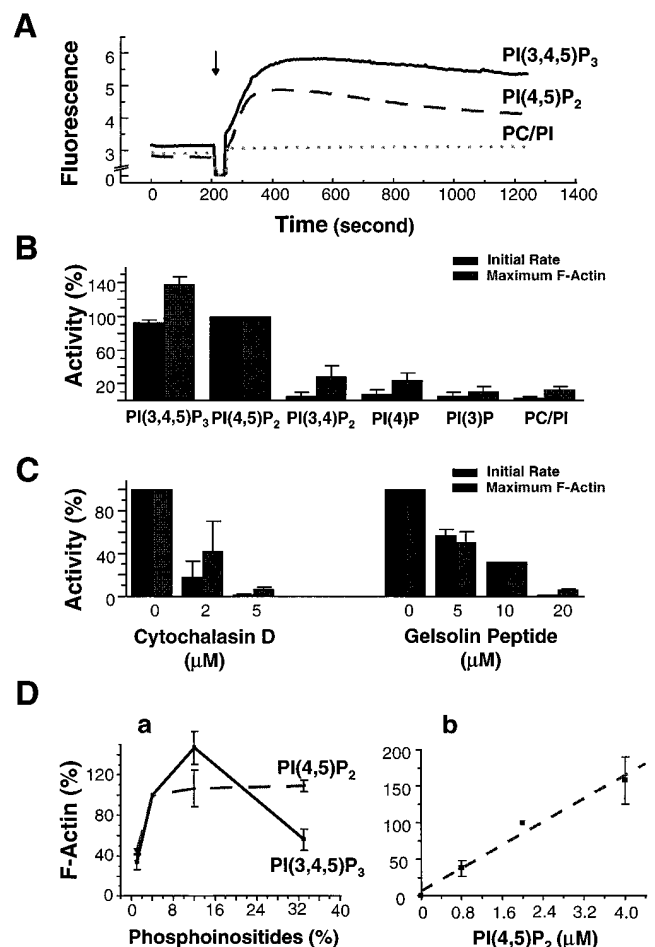 A
Fluorescence
6
5
4
3
0
PI(3,4,5)P3
PI(4,5)P2
PC/PI
0 200 400 600 800 1000 1200 1400
Time (second)
B
Activity (%)
140
100
60
20
Initial Rate
Maximum F-Actin
PI(3,4,5)P3 PI(4,5)P2 PI(3,4)P2 PI(4)P PI(3)P PC/PI
C
Activity (%)
80
40
0
Initial Rate
Maximum F-Actin
0 2 5 0 5 10 20
Cytochalasin D Gelsolin Peptide
(μM) (μM)
D
a
F-Actin (%)
120
80
40
0
PI(4,5)P2
PI(3,4,5)P3
0 8 16 24 32 40
Phosphoinositides (%)
b
200
150
100
50
0
0 0.8 1.6 2.4 3.2 4.0
PI(4,5)P2 (μM)